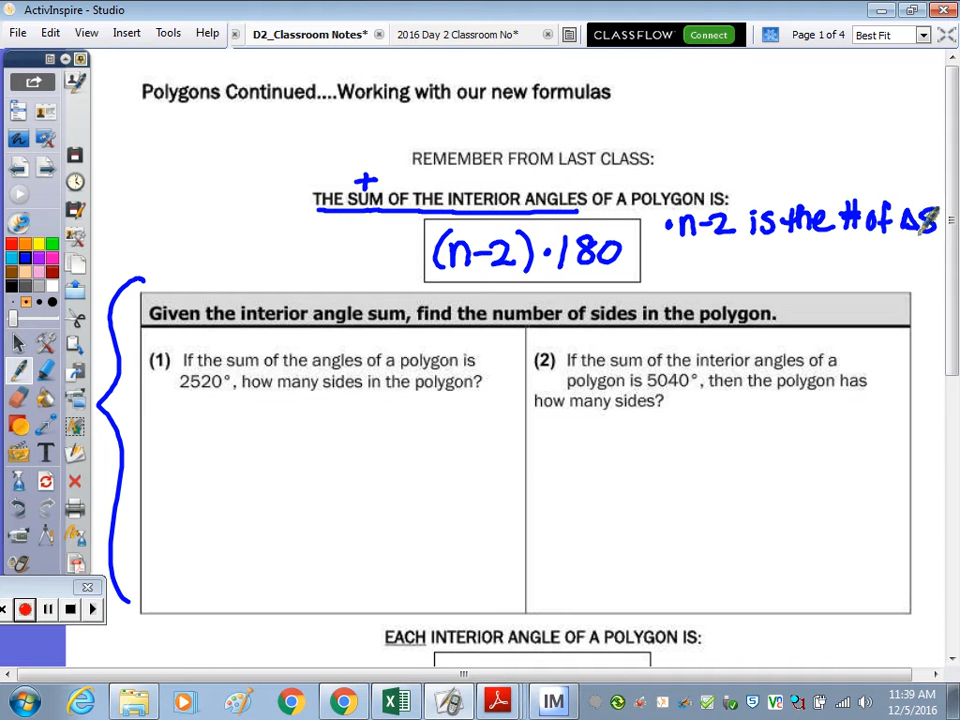 ActivInspire - Studio
File Edit View Insert Tools Help
D2_Classroom Notes* 2016 Day 2 Classroom No* CLASSFLOW Connect Page 1 of 4 Best Fit
Polygons Continued....Working with our new formulas
REMEMBER FROM LAST CLASS:
+
THE SUM OF THE INTERIOR ANGLES OF A POLYGON IS:
• n-2 is the # of Δs
(n-2)•180
Given the interior angle sum, find the number of sides in the polygon.
(1) If the sum of the angles of a polygon is
2520°, how many sides in the polygon?
(2) If the sum of the interior angles of a
polygon is 5040°, then the polygon has
how many sides?
EACH INTERIOR ANGLE OF A POLYGON IS:
IM
11:39 AM
12/5/2016